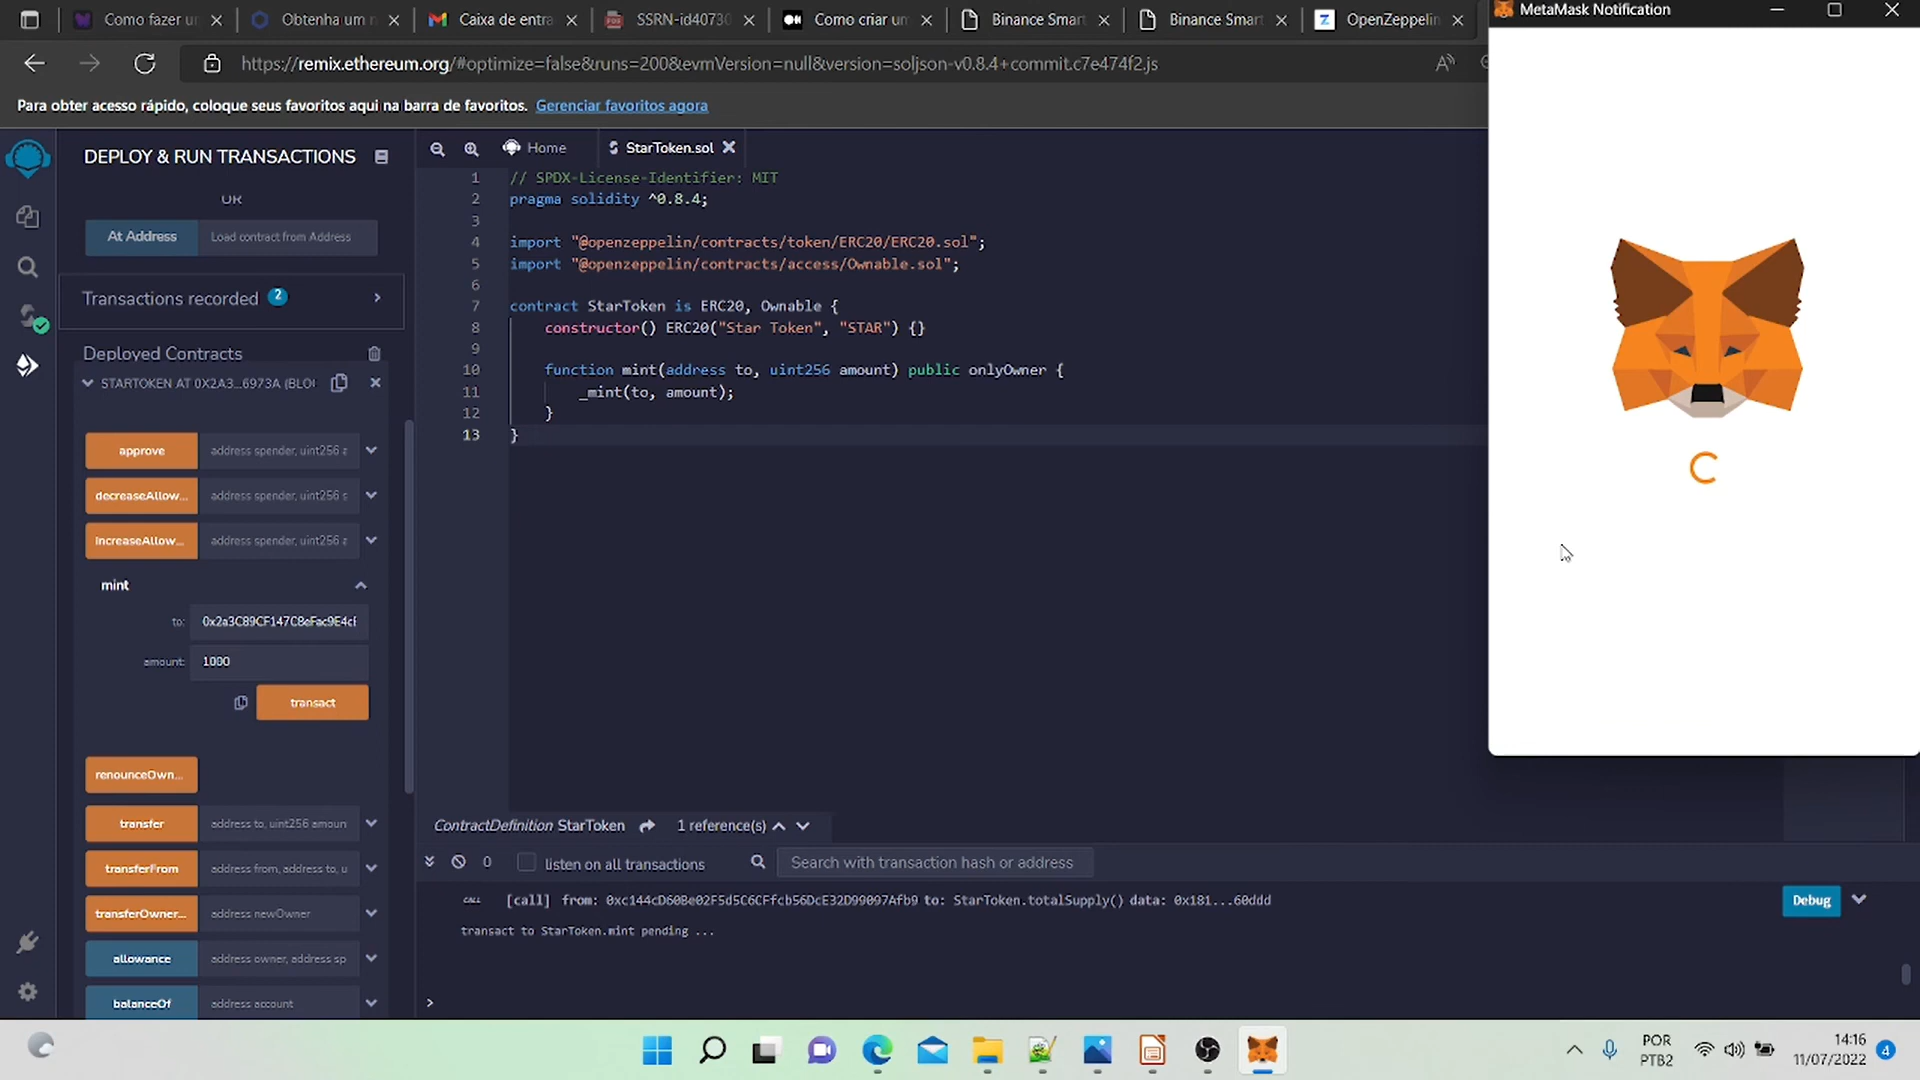 Como fazer un
Obtenha um n
Caixa de entra
SSRN-id40730
Como criar um
Binance Smart
Binance Smart
OpenZeppelin
MetaMask Notification
https://remix.ethereum.org/#optimize=false&runs=200&evmVersion=null&version=soljson-v0.8.4+commit.c7e474f2.js
Para obter acesso rápido, coloque seus favoritos aqui na barra de favoritos. Gerenciar favoritos agora
DEPLOY & RUN TRANSACTIONS
OR
At Address
Load contract from Address
Transactions recorded 2
Deployed Contracts
STARTOKEN AT 0X2A3...6973A (BLOC
approve
address spender, uint256 a
decreaseAllow...
address spender, uint256 s
increaseAllow...
address spender, uint256 a
mint
to: 0x2a3C89CF147C8eFac9E4cf
amount: 1000
transact
renounceOwn...
transfer
address to, uint256 amoun
transferFrom
address from, address to, u
transferOwner...
address newOwner
allowance
address owner, address sp
balanceOf
address account
Home
StarToken.sol
1 // SPDX-License-Identifier: MIT
2 pragma solidity ^0.8.4;
3
4 import "@openzeppelin/contracts/token/ERC20/ERC20.sol";
5 import "@openzeppelin/contracts/access/Ownable.sol";
6
7 contract StarToken is ERC20, Ownable {
8 constructor() ERC20("Star Token", "STAR") {}
9
10 function mint(address to, uint256 amount) public onlyOwner {
11 _mint(to, amount);
12 }
13 }
ContractDefinition StarToken
1 reference(s)
0
listen on all transactions
Search with transaction hash or address
CALL [call] from: 0xc144cD60Be02F5d5C6CFfcb56DcE32D99097Afb9 to: StarToken.totalSupply() data: 0x181...60ddd
Debug
transact to StarToken.mint pending ...
>
POR
PTB2
14:16
11/07/2022
4